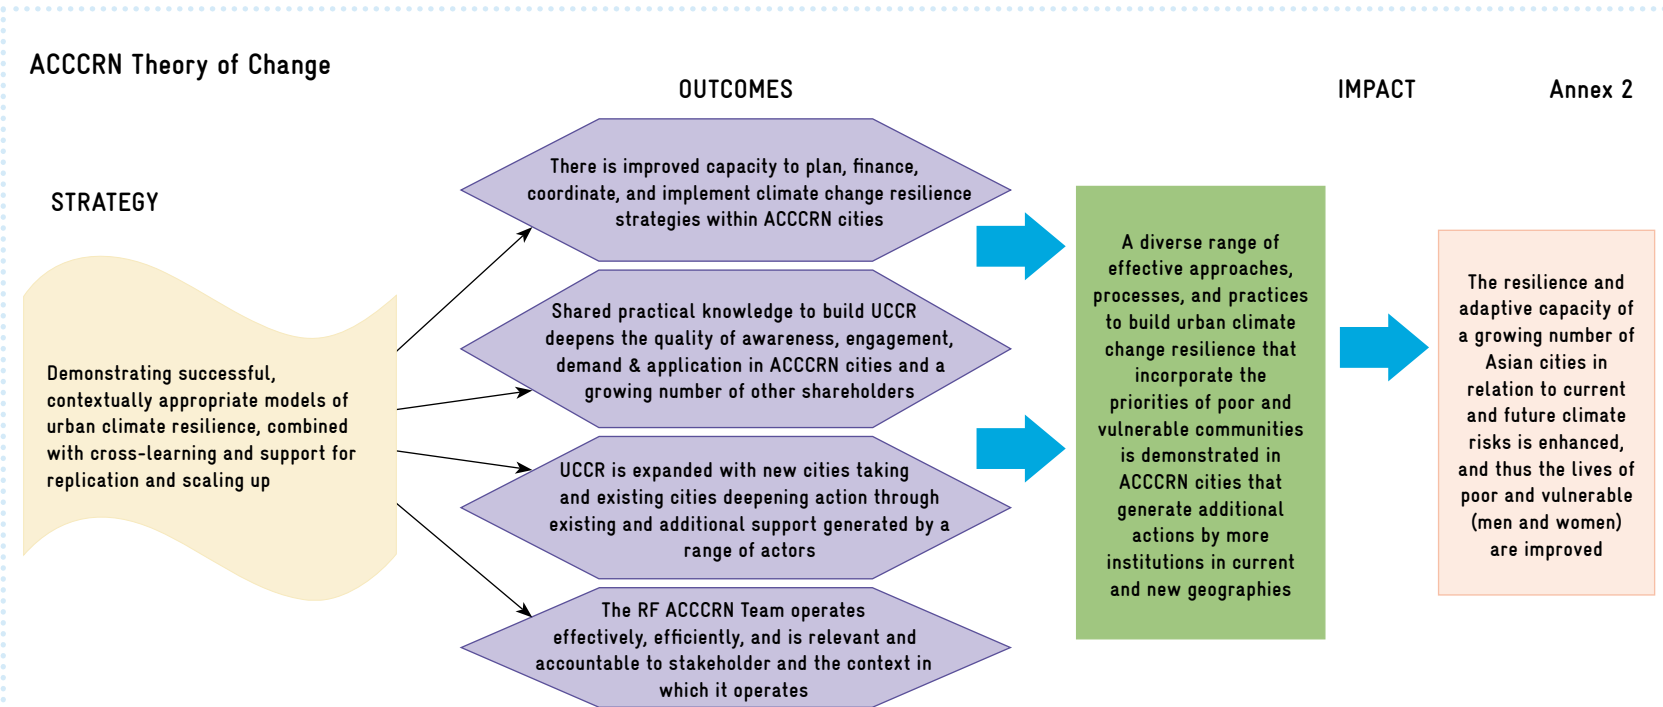 ACCCRN Theory of Change
OUTCOMES
IMPACT
Annex 2
STRATEGY
Demonstrating successful,
contextually appropriate models of
urban climate resilience, combined
with cross-learning and support for
replication and scaling up
There is improved capacity to plan, finance,
coordinate, and implement climate change resilience
strategies within ACCCRN cities
Shared practical knowledge to build UCCR
deepens the quality of awareness, engagement,
demand & application in ACCCRN cities and a
growing number of other shareholders
UCCR is expanded with new cities taking
and existing cities deepening action through
existing and additional support generated by a
range of actors
The RF ACCCRN Team operates
effectively, efficiently, and is relevant and
accountable to stakeholder and the context in
which it operates
A diverse range of
effective approaches,
processes, and practices
to build urban climate
change resilience that
incorporate the
priorities of poor and
vulnerable communities
is demonstrated in
ACCCRN cities that
generate additional
actions by more
institutions in current
and new geographies
The resilience and
adaptive capacity of
a growing number of
Asian cities in
relation to current
and future climate
risks is enhanced,
and thus the lives of
poor and vulnerable
(men and women)
are improved